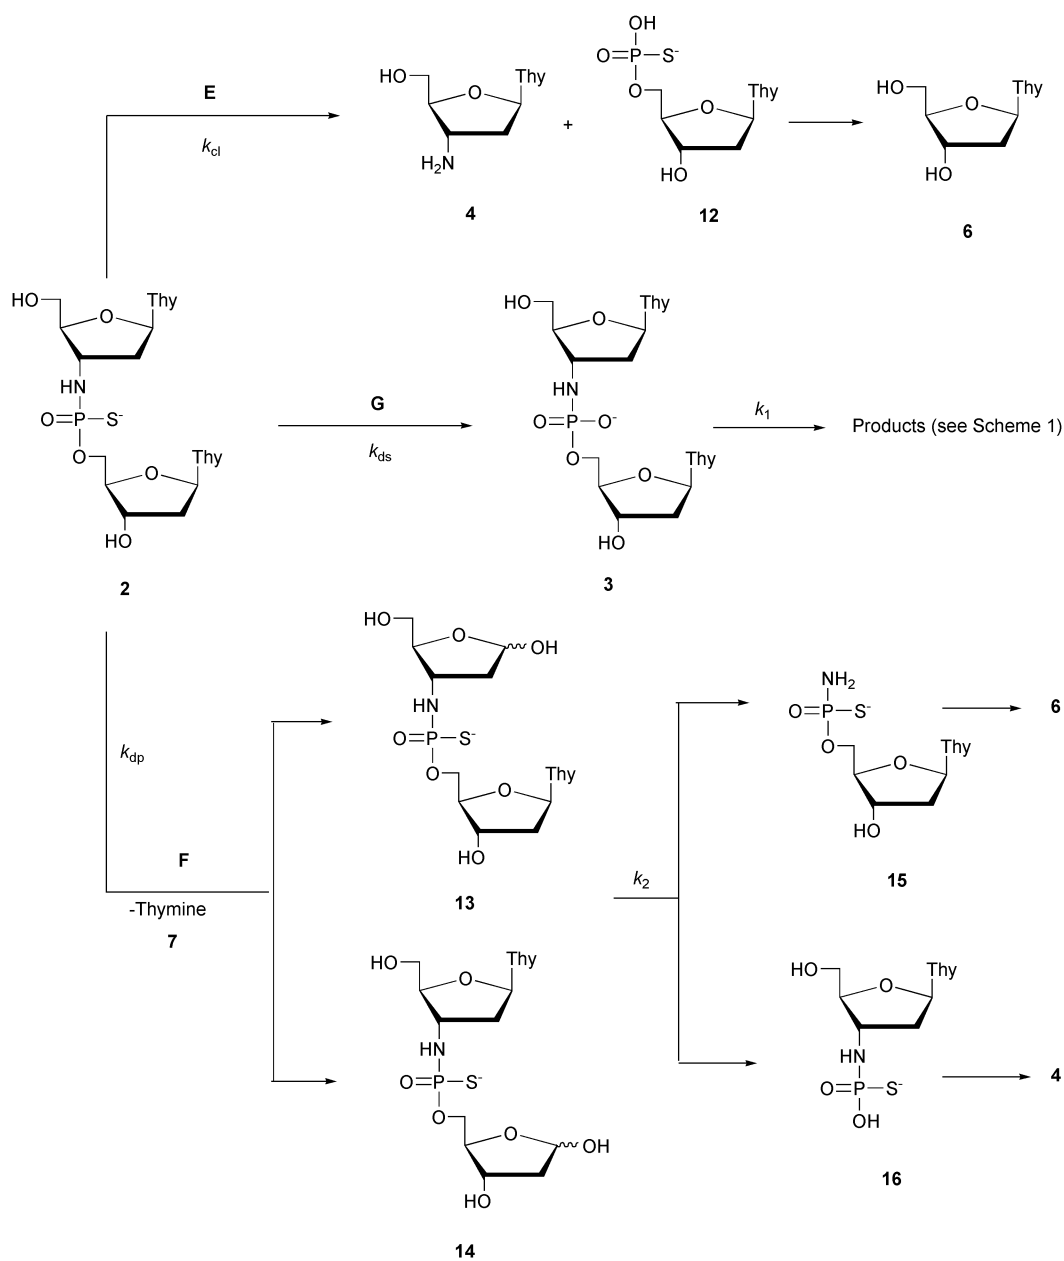 E
k_cl
HO
O
Thy
H2N
4
+
OH
O=P–S-
O
O
Thy
HO
12
HO
O
Thy
HO
6
HO
O
Thy
HN
O=P–S-
O
O
Thy
HO
2
G
k_ds
HO
O
Thy
HN
O=P–O-
O
O
Thy
HO
3
k_1
Products (see Scheme 1)
k_dp
F
-Thymine
7
HO
O
OH
HN
O=P–S-
O
O
Thy
HO
13
HO
O
Thy
HN
O=P–S-
O
O
OH
HO
14
k_2
NH2
O=P–S-
O
O
Thy
HO
15
6
HO
O
Thy
HN
O=P–S-
OH
16
4